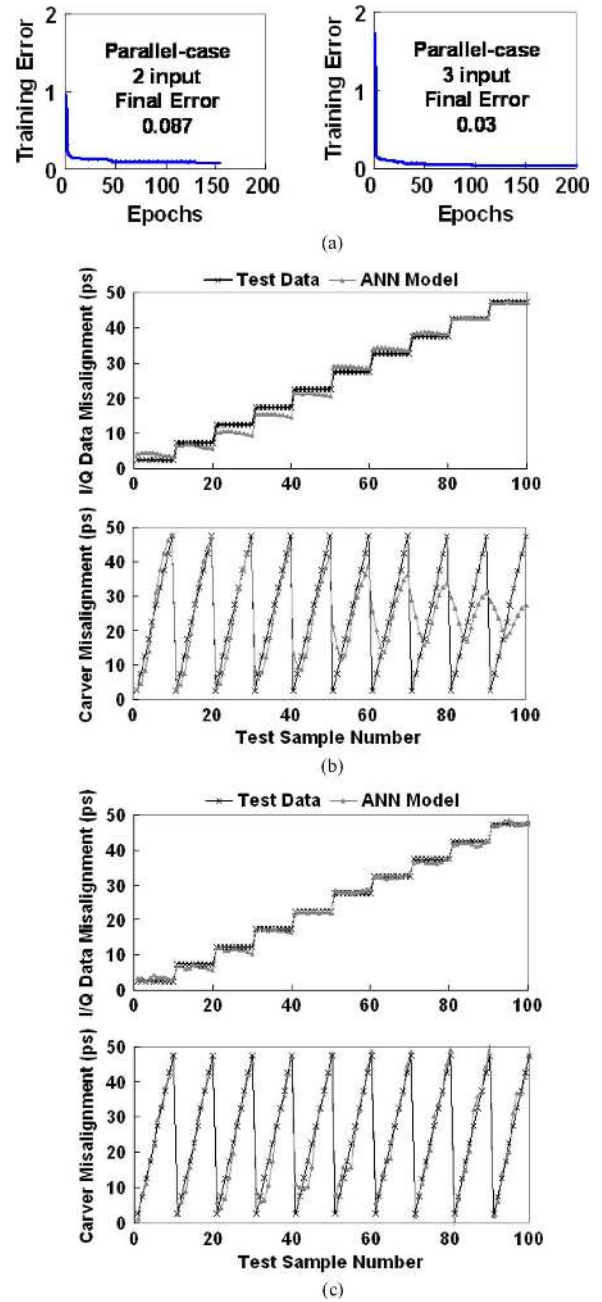 2
Parallel-case
2 input
Final Error
0.087
1
0
0 50 100 150 200
Training Error
Epochs
2
Parallel-case
3 input
Final Error
0.03
1
0
0 50 100 150 200
Training Error
Epochs
(a)
Test Data ANN Model
I/Q Data Misalignment (ps)
50
40
30
20
10
0
0 20 40 60 80 100
Carver Misalignment (ps)
50
40
30
20
10
0
0 20 40 60 80 100
Test Sample Number
(b)
Test Data ANN Model
I/Q Data Misalignment (ps)
50
40
30
20
10
0
0 20 40 60 80 100
Carver Misalignment (ps)
50
40
30
20
10
0
0 20 40 60 80 100
Test Sample Number
(c)